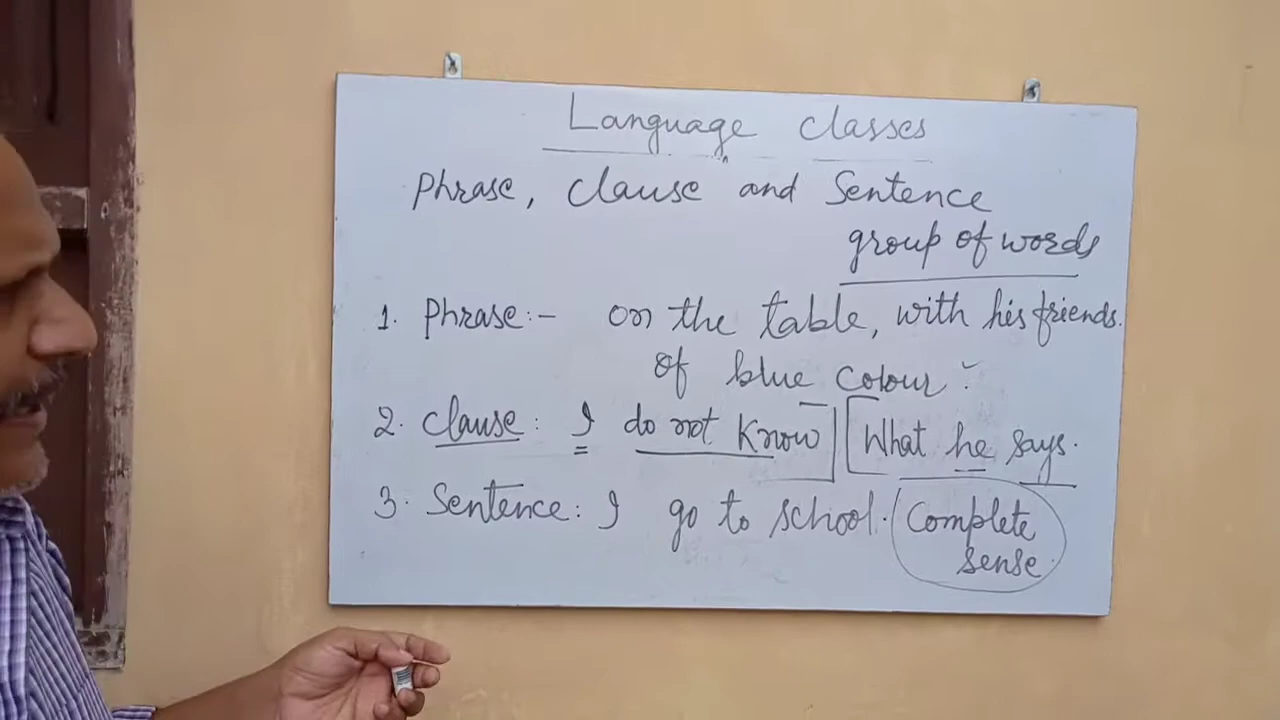 Language classes
Phrase, Clause and Sentence
group of words
1. Phrase:- on the table, with his friends.
of blue colour
2. Clause: I do not know What he says.
3. Sentence: I go to school. Complete
sense.